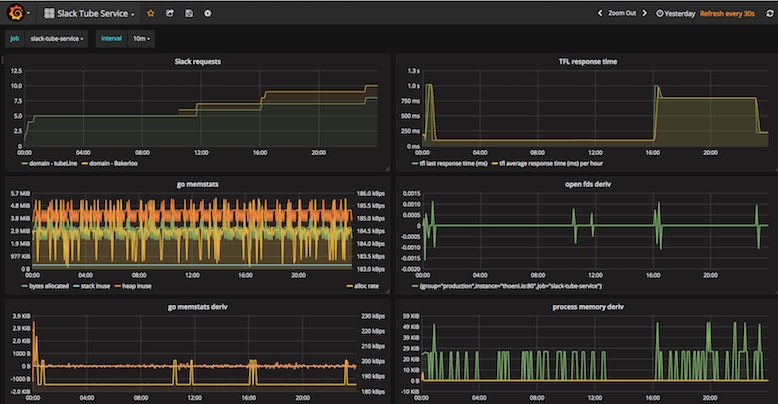 Slack Tube Service
Zoom Out
Yesterday Refresh every 30s
job slack-tube-service Interval 10m
Slack requests
12.5
10.0
7.5
5.0
2.5
0
00:00 04:00 08:00 12:00 16:00 20:00
domain - tubeLine domain - Bakerloo
TFL response time
1.3 s
1.0 s
750 ms
500 ms
250 ms
0 ms
00:00 04:00 08:00 12:00 16:00 20:00
tfl last response time (ms) tfl average response time (ms) per hour
go memstats
5.7 MiB
4.8 MiB
3.8 MiB
2.9 MiB
1.9 MiB
977 KiB
0 B
186.0 kBps
185.5 kBps
185.0 kBps
184.5 kBps
184.0 kBps
183.5 kBps
183.0 kBps
00:00 04:00 08:00 12:00 16:00 20:00
bytes allocated stack inuse heap inuse alloc rate
open fds deriv
0.0015
0.0010
0.0005
0
-0.0005
-0.0010
-0.0015
-0.0020
00:00 04:00 08:00 12:00 16:00 20:00
{group="production",instance="thoeni.io:80",job="slack-tube-service"}
go memstats deriv
3.9 KiB
2.9 KiB
2.0 KiB
1000 B
0 B
-1000 B
-2.0 KiB
230 kBps
220 kBps
210 kBps
200 kBps
190 kBps
180 kBps
00:00 04:00 08:00 12:00 16:00 20:00
process memory deriv
59 KiB
49 KiB
39 KiB
29 KiB
20 KiB
10 KiB
0 B
-10 KiB
00:00 04:00 08:00 12:00 16:00 20:00